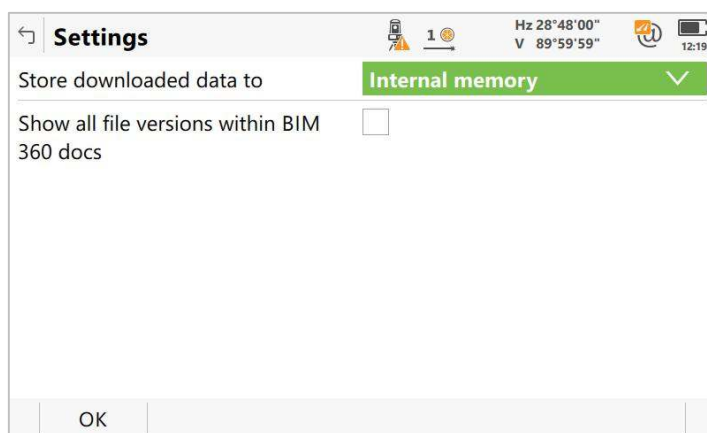 Settings
1
Hz 28°48'00"
V 89°59'59"
@
12:19
Store downloaded data to
Internal memory
Show all file versions within BIM
360 docs
OK